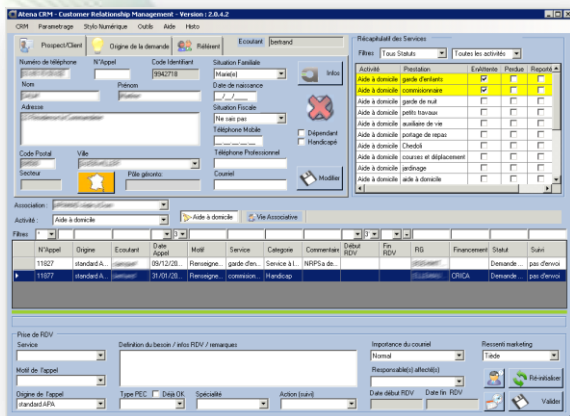 Atena CRM - Customer Relationship Management - Version : 2.0.4.2
CRM Parametrage Stylo Numérique Outils Aide Histo
Prospect/Client Origine de la demande Référent Ecoutant bertrand
Récapitulatif des Services
Filtres Tous Statuts Toutes les activités
Numéro de téléphone N°Appel Code Identifiant Situation Familiale
9942718 Marié(e) Infos
Nom Prénom Date de naissance
Adresse Situation Fiscale
Ne sais pas
Téléphone Mobile
Dépendant
Handicapé
Code Postal Ville Téléphone Professionnel
Secteur Pôle géronto: Courriel Modifier
Activité Prestation EnAttente Perdue Reporté
Aide à domicile garde d'enfants
Aide à domicile commisionnaire
Aide à domicile garde de nuit
Aide à domicile petits travaux
Aide à domicile auxiliaire de vie
Aide à domicile portage de repas
Aide à domicile Chedoli
Aide à domicile courses et déplacement
Aide à domicile jardinage
Aide à domicile aide à domicile
Association :
Activité : Aide à domicile Aide à domicile Vie Associative
Filtres
N°Appel Origine Ecoutant Date Appel Motif Service Categorie Commentaire Début RDV Fin RDV RG Financement Statut Suivi
11827 standard A... 09/12/20... Renseigne... garde d'en... Service à l... NRPS a de... Demande ... pas d'envoi
11877 standard A... 31/01/20... Renseigne... commision... Handicap CRICA Demande ... pas d'envoi
Prise de RDV
Service Definition du besoin / infos RDV / remarques Importance du courriel Ressenti marketing
Normal Tiède
Motif de l'appel Responsable(s) affecté(s)
Ré-initialiser
Origine de l'appel Type PEC Déjà OK Spécialité Action (suivi) Date début RDV Date fin RDV
standard APA Valider